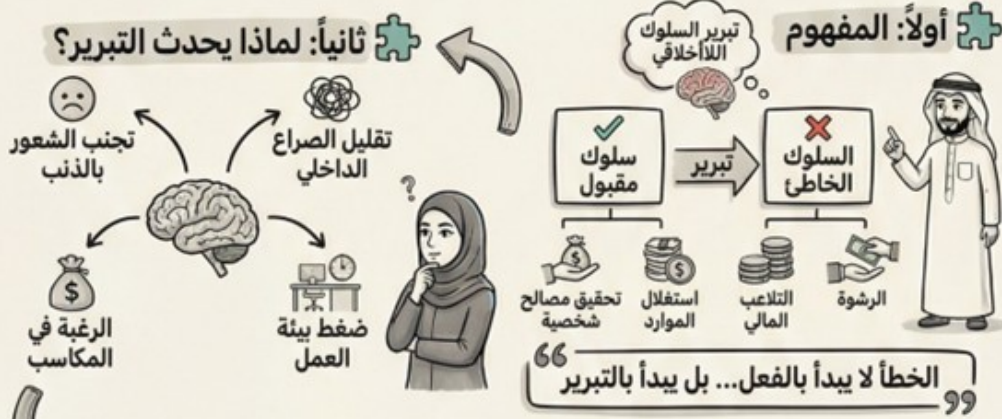 أولاً: المفهوم
تبرير السلوك
اللاأخلاقي
السلوك
الخاطئ
تبرير
سلوك
مقبول
الرشوة
التلاعب
المالي
استغلال
الموارد
تحقيق مصالح
شخصية
الخطأ لا يبدأ بالفعل... بل يبدأ بالتبرير
ثانياً: لماذا يحدث التبرير؟
تقليل الصراع
الداخلي
تجنب الشعور
بالذنب
ضغط بيئة
العمل
الرغبة في
المكاسب